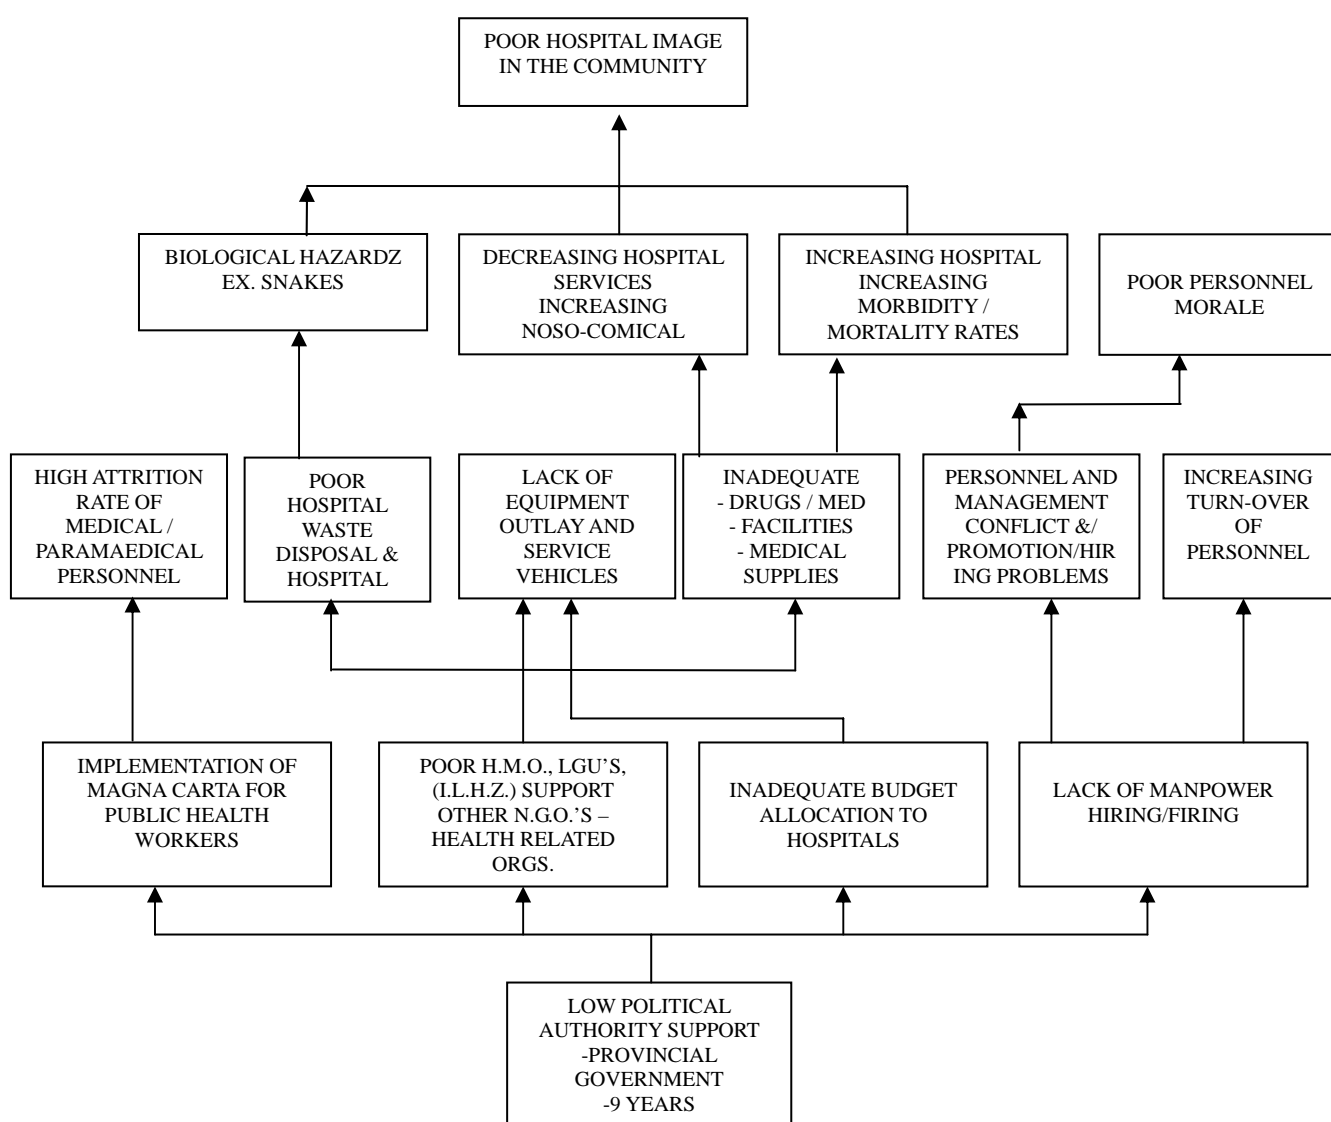 POOR HOSPITAL IMAGE
IN THE COMMUNITY
BIOLOGICAL HAZARDZ
EX. SNAKES
DECREASING HOSPITAL
SERVICES
INCREASING
NOSO-COMICAL
INCREASING HOSPITAL
INCREASING
MORBIDITY /
MORTALITY RATES
POOR PERSONNEL
MORALE
HIGH ATTRITION
RATE OF
MEDICAL /
PARAMAEDICAL
PERSONNEL
POOR
HOSPITAL
WASTE
DISPOSAL &
HOSPITAL
LACK OF
EQUIPMENT
OUTLAY AND
SERVICE
VEHICLES
INADEQUATE
- DRUGS / MED
- FACILITIES
- MEDICAL
SUPPLIES
PERSONNEL AND
MANAGEMENT
CONFLICT &/
PROMOTION/HIR
ING PROBLEMS
INCREASING
TURN-OVER
OF
PERSONNEL
IMPLEMENTATION OF
MAGNA CARTA FOR
PUBLIC HEALTH
WORKERS
POOR H.M.O., LGU’S,
(I.L.H.Z.) SUPPORT
OTHER N.G.O.’S –
HEALTH RELATED
ORGS.
INADEQUATE BUDGET
ALLOCATION TO
HOSPITALS
LACK OF MANPOWER
HIRING/FIRING
LOW POLITICAL
AUTHORITY SUPPORT
-PROVINCIAL
GOVERNMENT
-9 YEARS